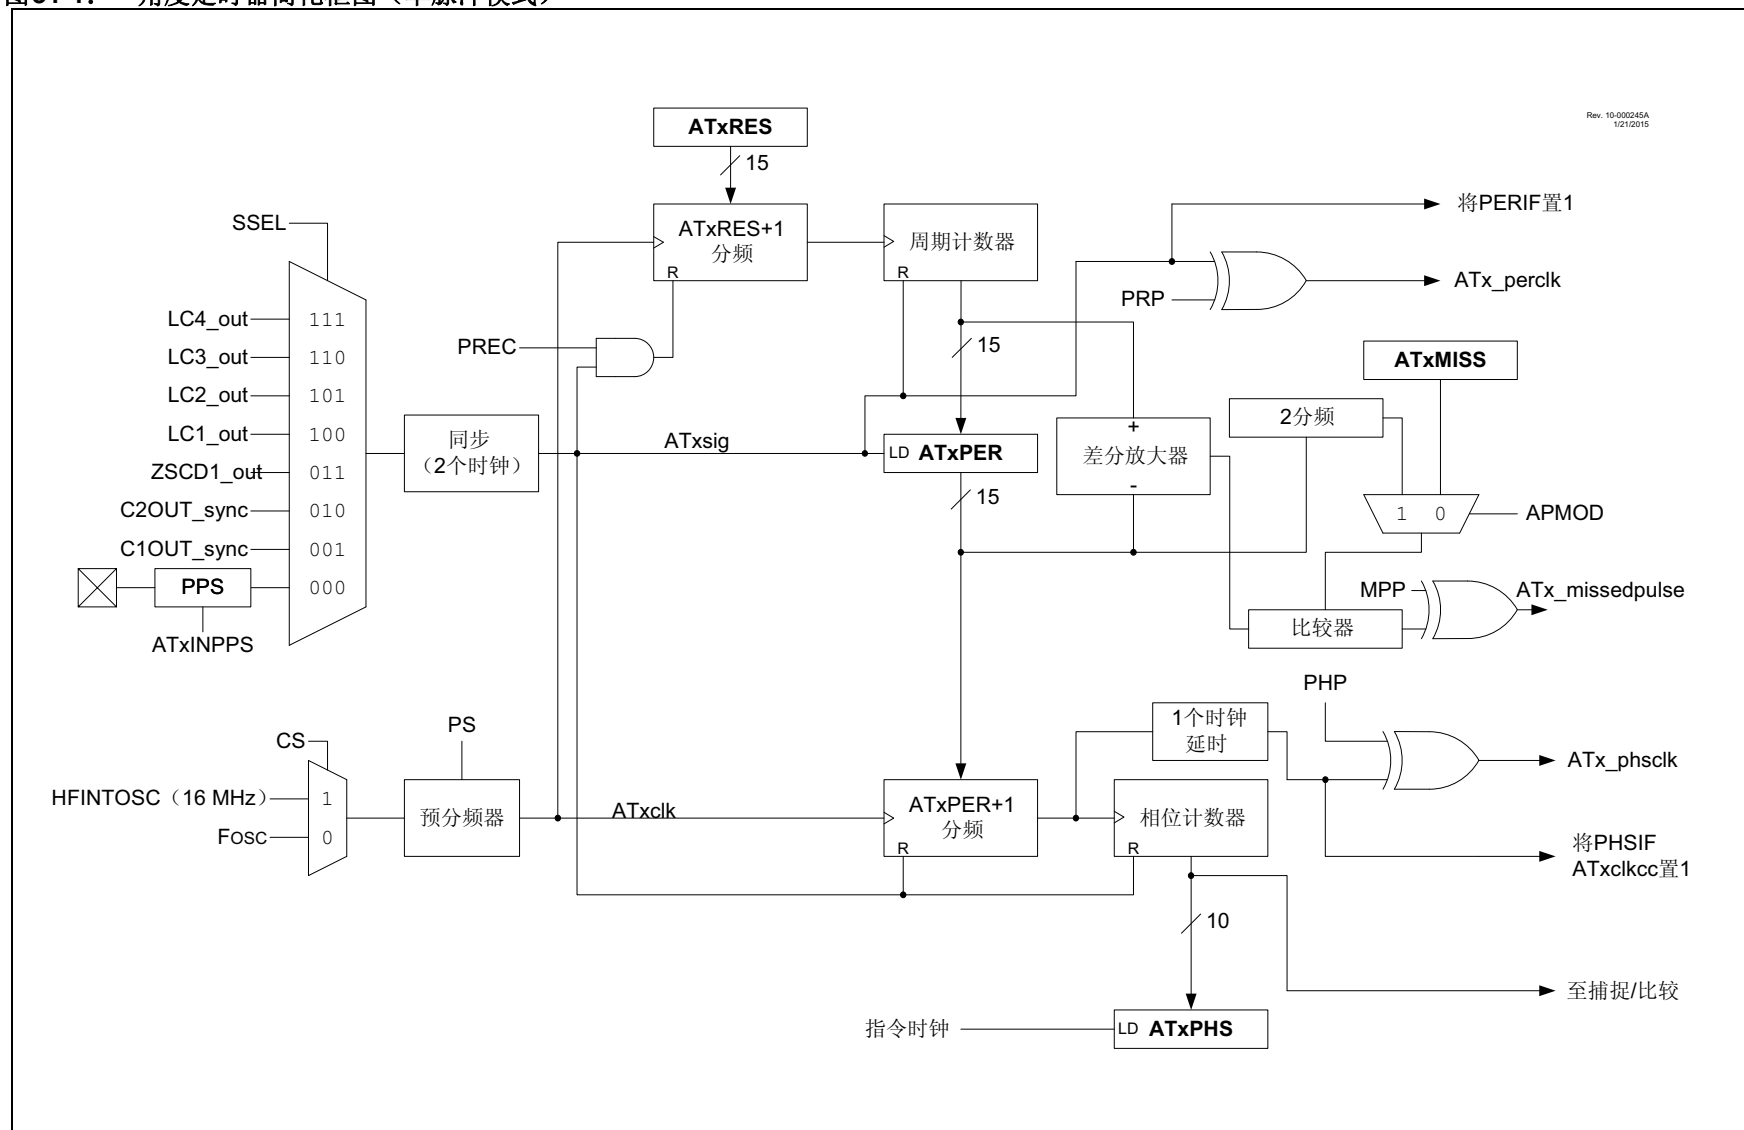 Rev. 10-000245A
1/21/2015
ATxRES
15
将PERIF置1
SSEL
ATxRES+1
分频
R
周期计数器
R
ATx_perclk
PRP
LC4_out
111
PREC
15
ATxMISS
LC3_out
110
LC2_out
101
2分频
LC1_out
100
同步
(2个时钟)
ATxsig
LD
ATxPER
+
差分放大器
-
ZSCD1_out
011
15
C2OUT_sync
010
1
0
APMOD
C1OUT_sync
001
PPS
000
MPP
ATx_missedpulse
比较器
ATxINPPS
PHP
PS
1个时钟
延时
CS
ATx_phsclk
HFINTOSC(16 MHz)
1
FOSC
0
预分频器
ATxclk
ATxPER+1
分频
R
相位计数器
R
将PHSIF
ATxclkcc置1
10
至捕捉/比较
指令时钟
LD
ATxPHS